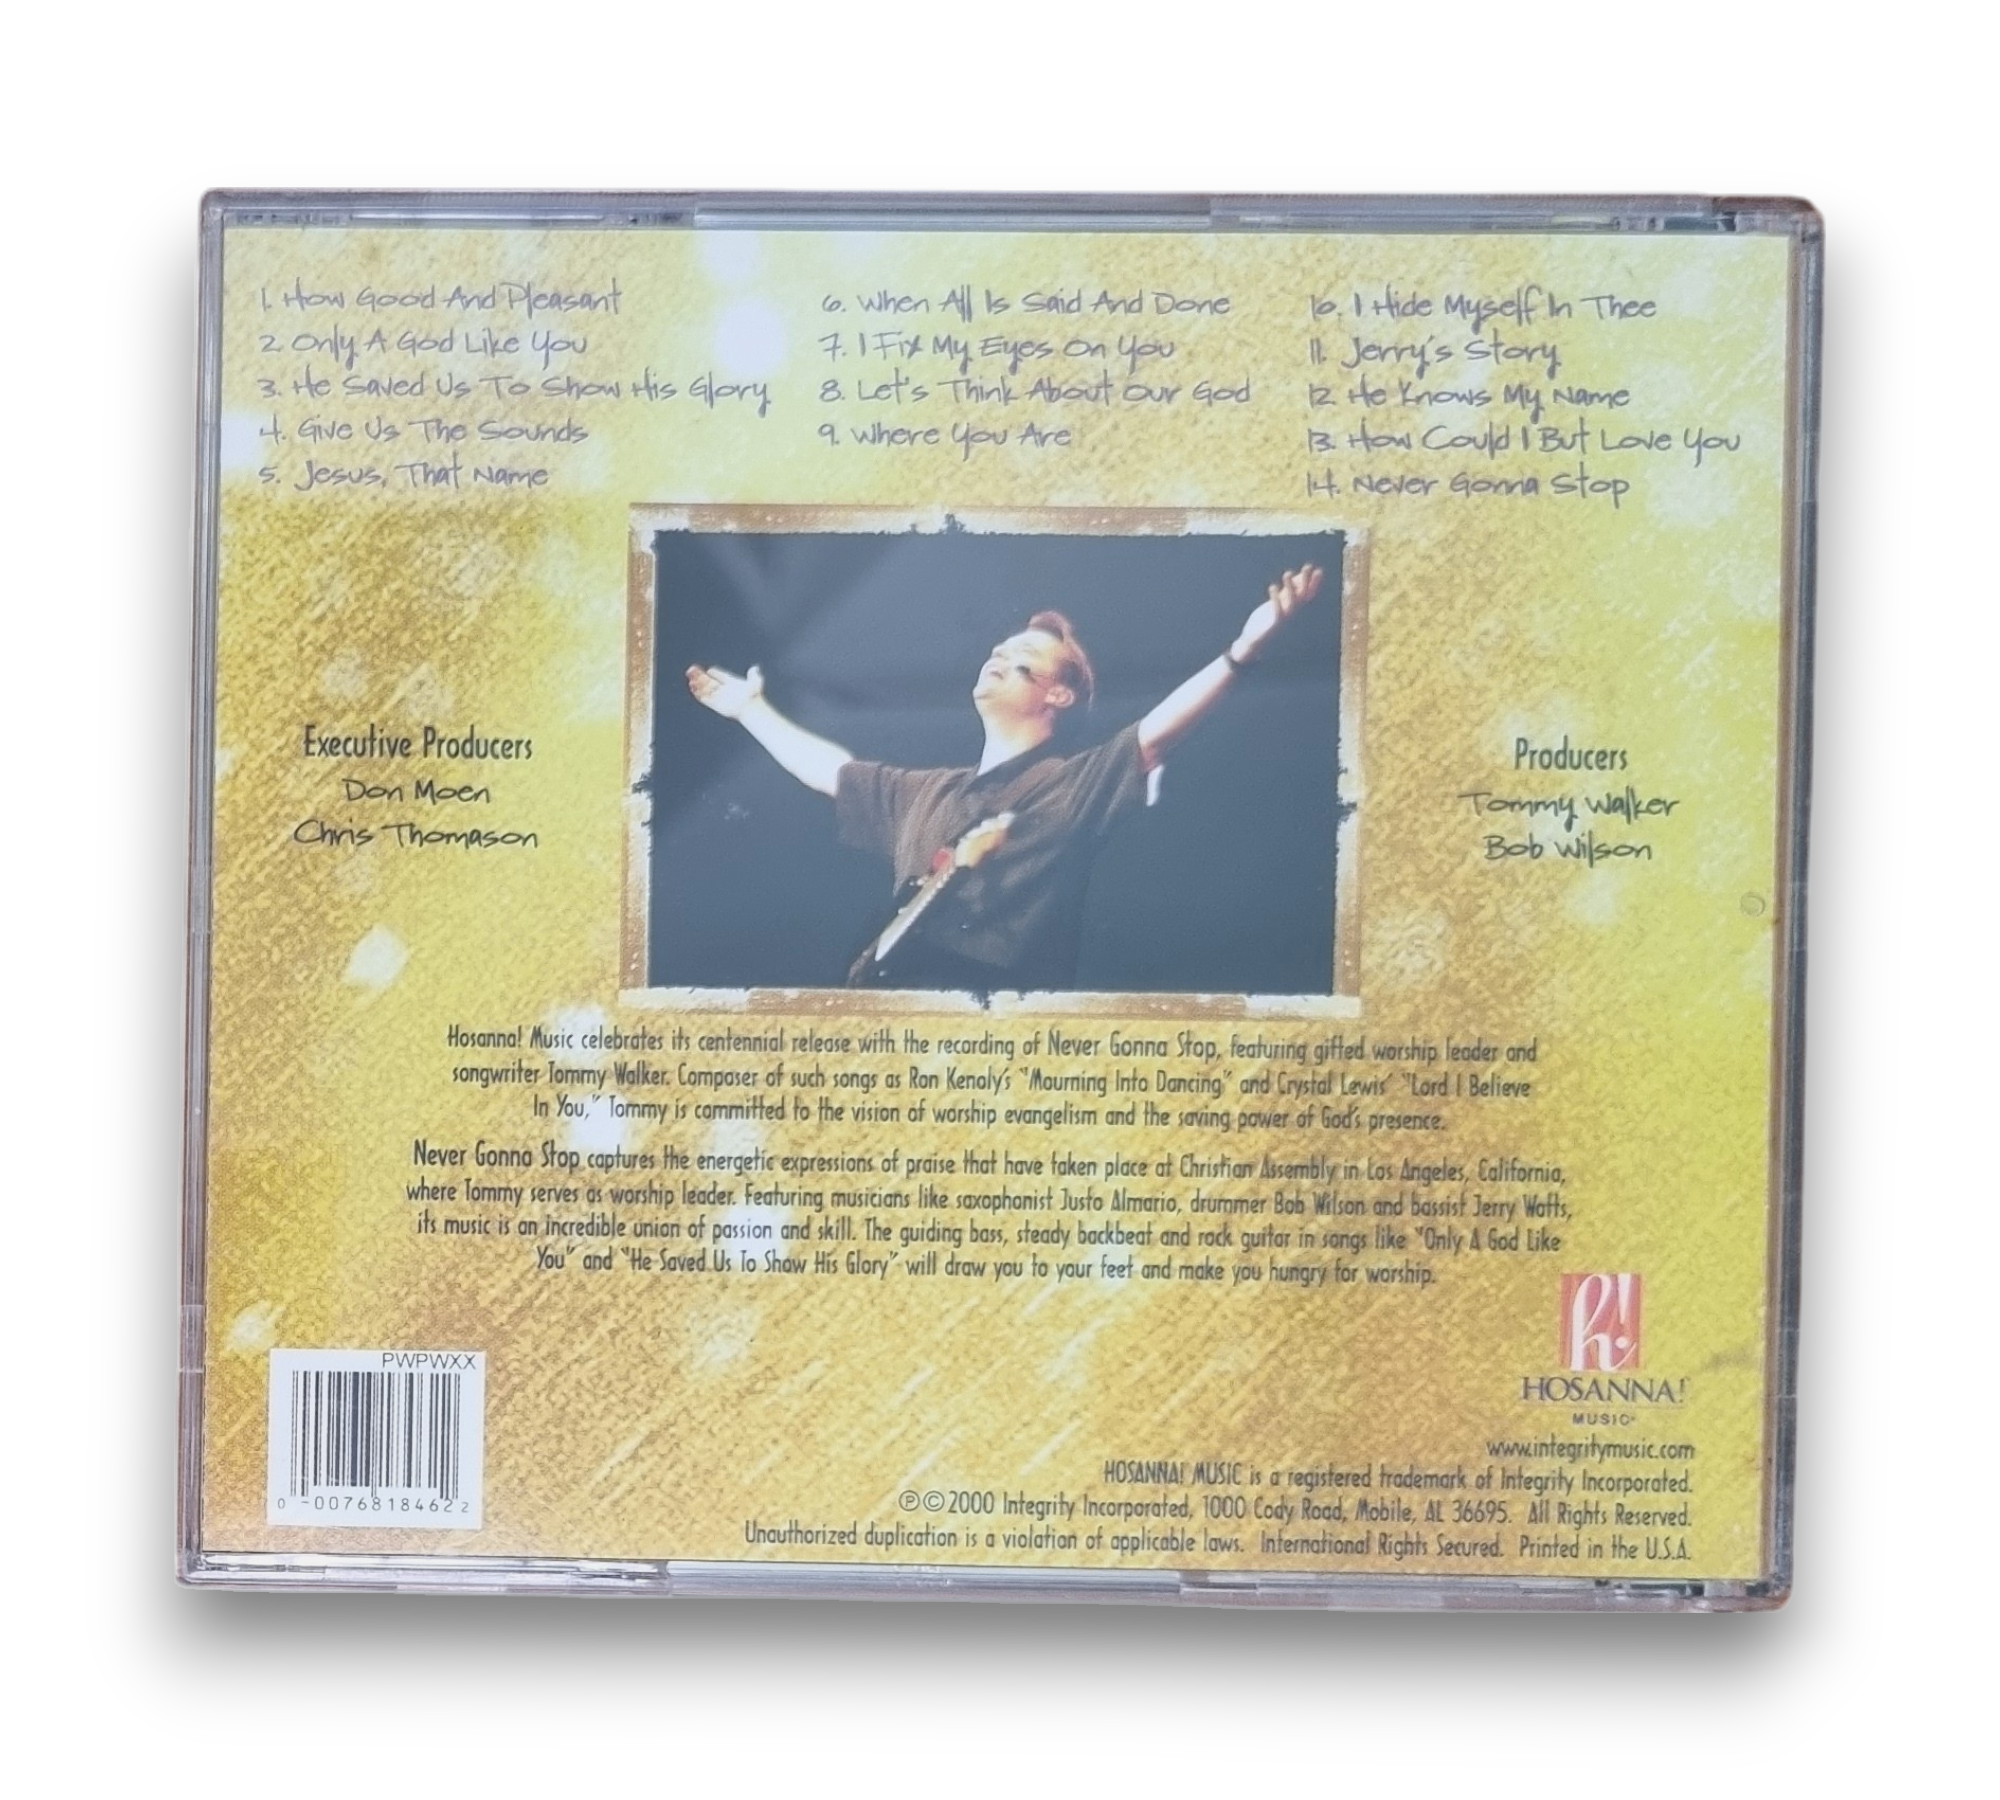 1. How Good And Pleasant
2. Only A God Like You
3. He Saved Us To Show His Glory
4. Give Us The Sounds
5. Jesus, That Name
6. When All Is Said And Done
7. I Fix My Eyes On You
8. Let's Think About Our God
9. Where You Are
10. I Hide Myself In Thee
11. Jerry's Story
12. He Knows My Name
13. How Could I But Love You
14. Never Gonna Stop
Executive Producers
Don Moen
Chris Thomason
Producers
Tommy Walker
Bob Wilson
Hosanna! Music celebrates its centennial release with the recording of Never Gonna Stop, featuring gifted worship leader and
songwriter Tommy Walker. Composer of such songs as Ron Kenoly's "Mourning Into Dancing" and Crystal Lewis' "Lord I Believe
In You," Tommy is committed to the vision of worship evangelism and the saving power of God's presence.
Never Gonna Stop captures the energetic expressions of praise that have taken place at Christian Assembly in Los Angeles, California,
where Tommy serves as worship leader. Featuring musicians like saxophonist Justo Almario, drummer Bob Wilson and bassist Jerry Watts,
its music is an incredible union of passion and skill. The guiding bass, steady backbeat and rock guitar in songs like "Only A God Like
You" and "He Saved Us To Show His Glory" will draw you to your feet and make you hungry for worship.
PWPWXX
0 -0076818462 2
h!
HOSANNA!
MUSIC
www.integritymusic.com
HOSANNA! MUSIC is a registered trademark of Integrity Incorporated.
℗©2000 Integrity Incorporated, 1000 Cody Road, Mobile, AL 36695. All Rights Reserved.
Unauthorized duplication is a violation of applicable laws. International Rights Secured. Printed in the U.S.A.